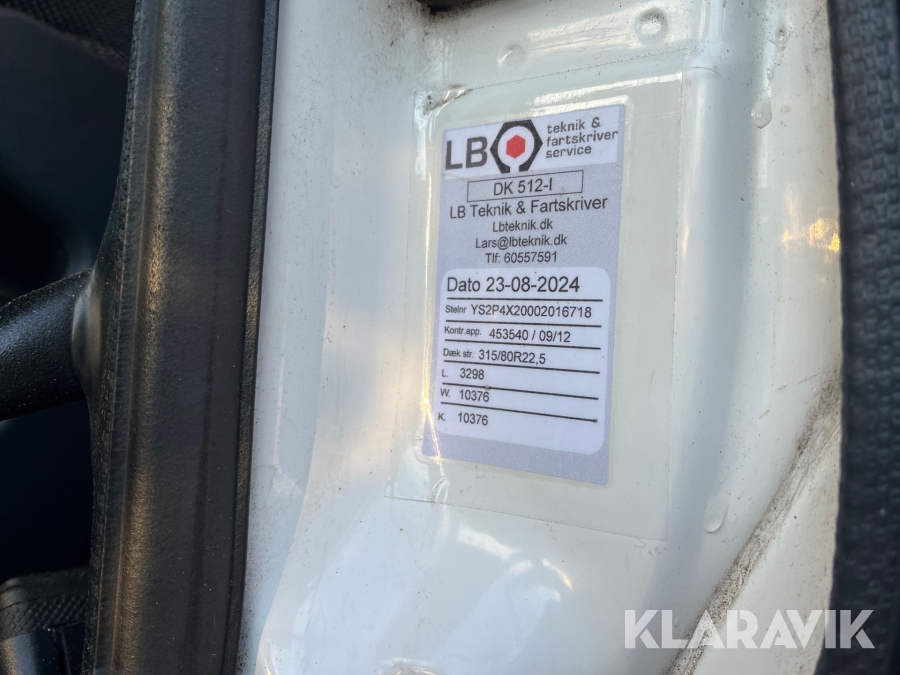 LB teknik &
fartskriver
service
DK 512-I
LB Teknik & Fartskriver
Lbteknik.dk
Lars@lbteknik.dk
Tlf: 60557591
Dato 23-08-2024
Stelnr YS2P4X20002016718
Kontr.app. 453540 / 09/12
Dæk str. 315/80R22,5
L. 3298
W. 10376
K. 10376
KLARAVIK